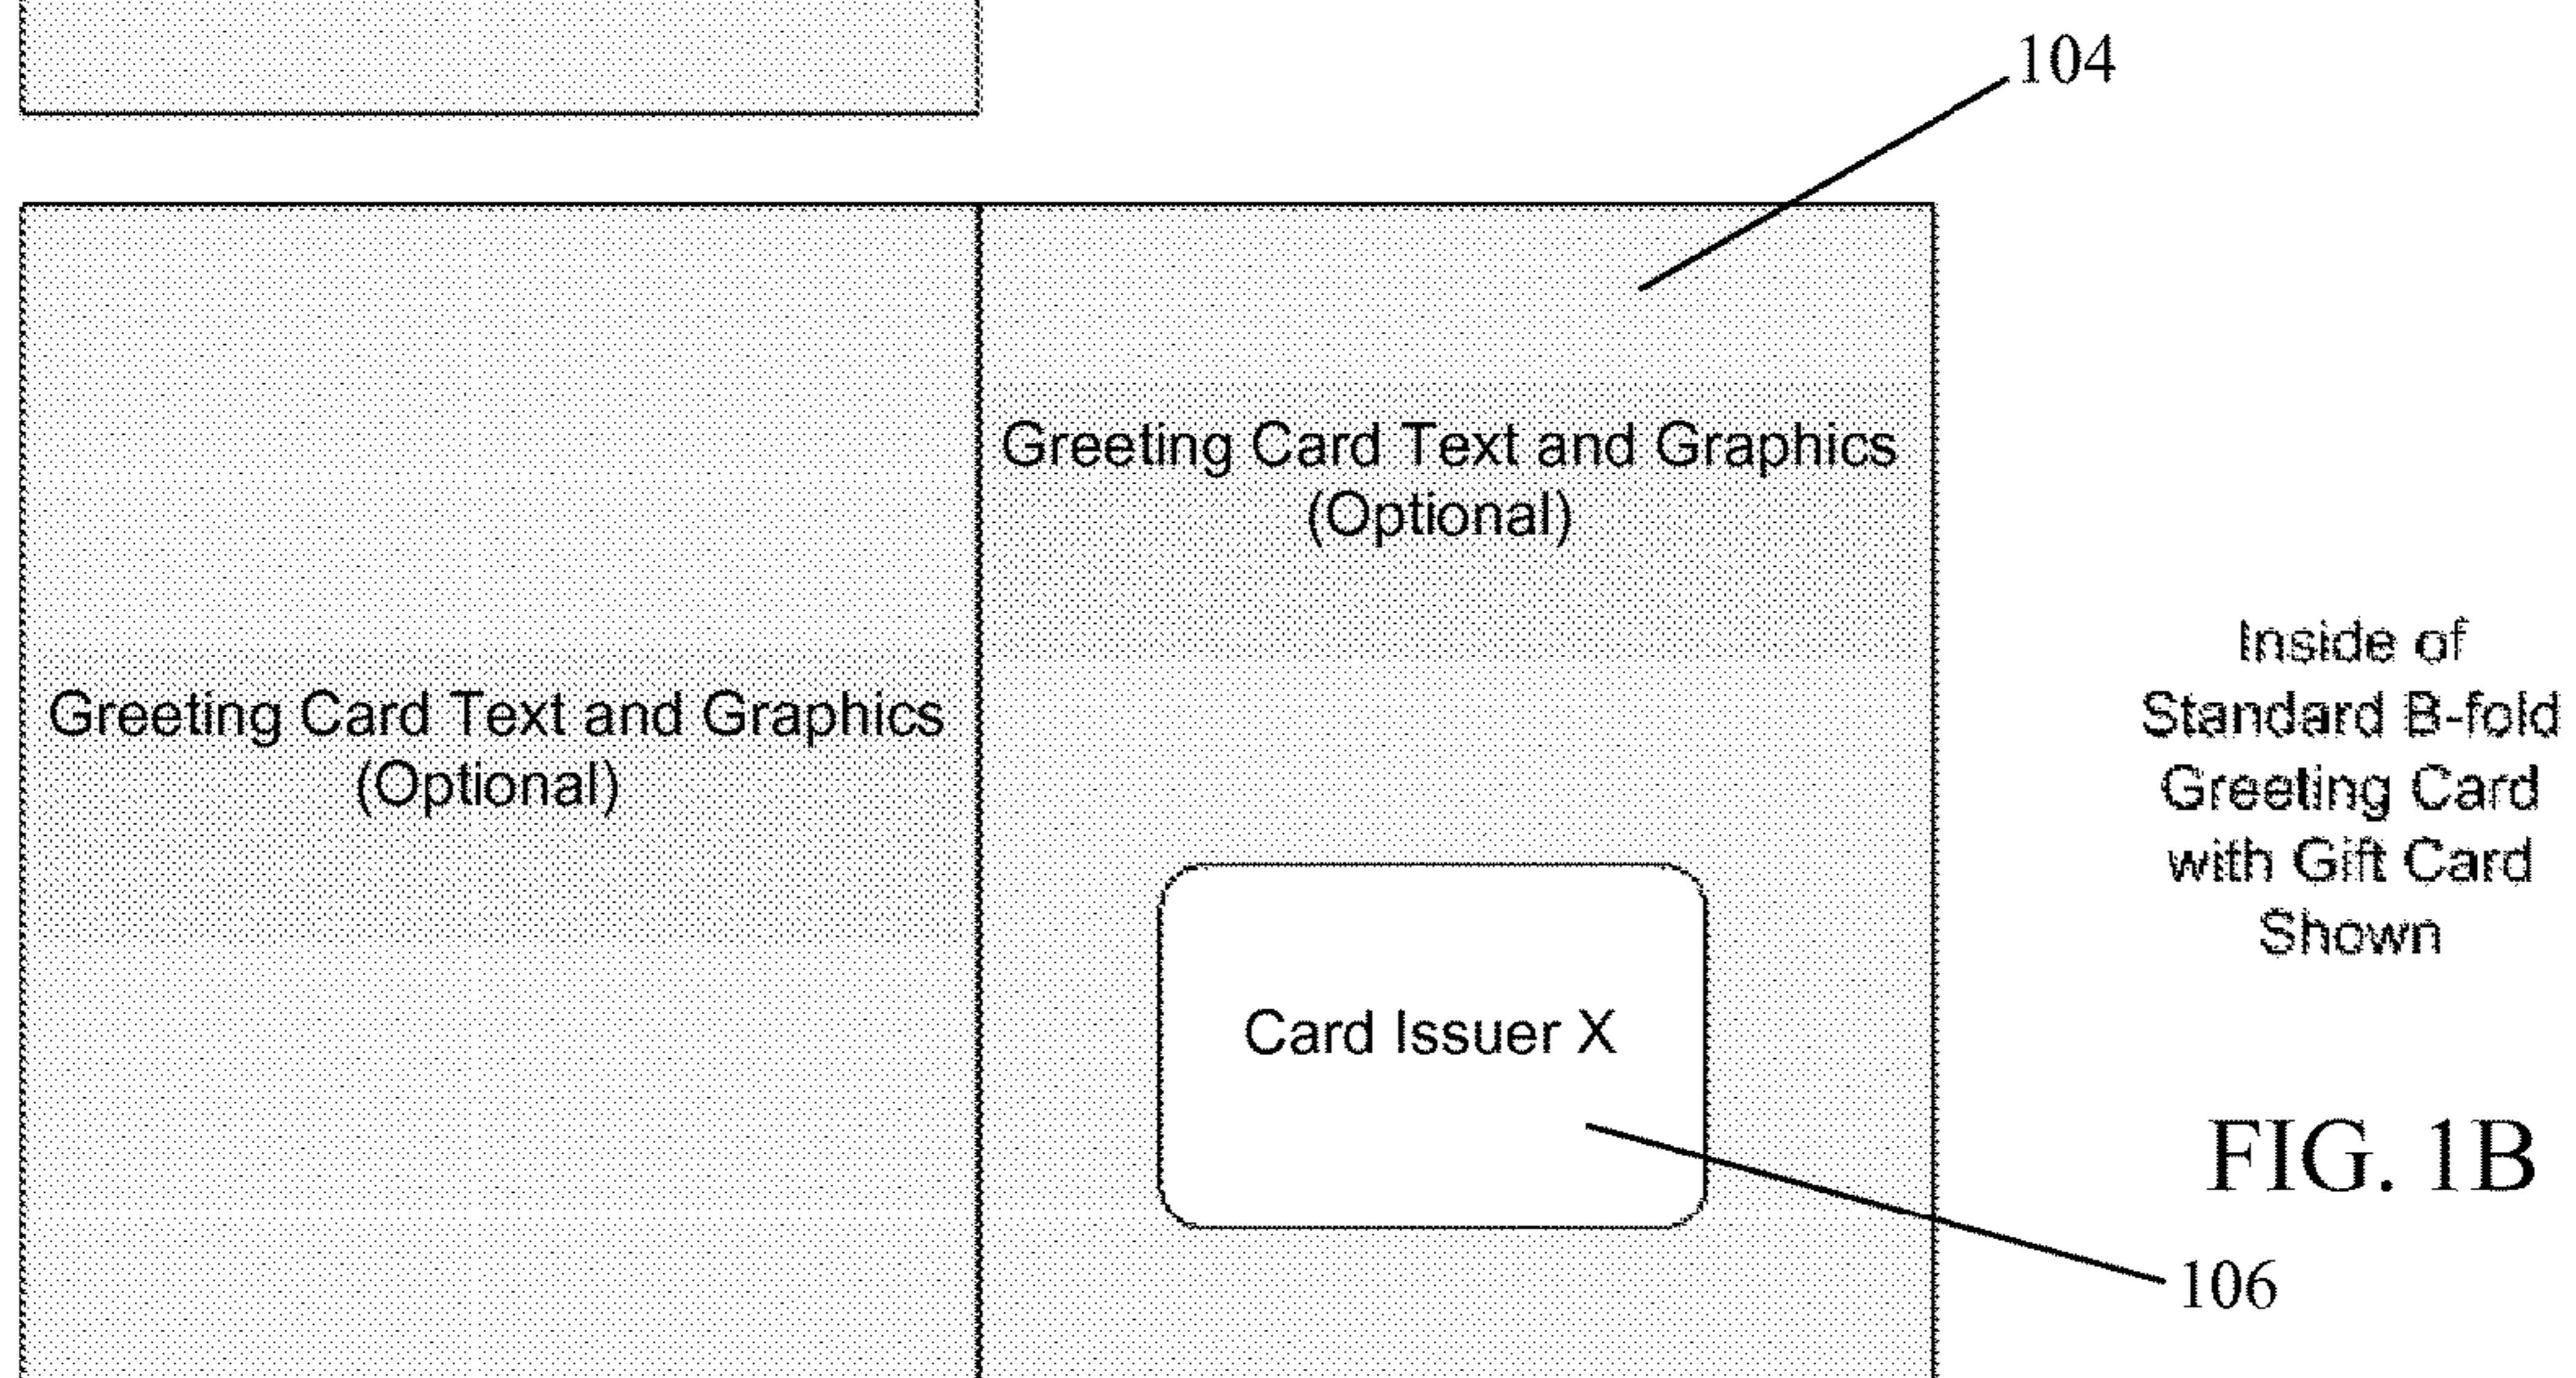 104
Greeting Card Text and Graphics
(Optional)
Greeting Card Text and Graphics
(Optional)
Inside of
Standard B-fold
Greeting Card
with Gift Card
Shown
Card Issuer X
FIG. 1B
106